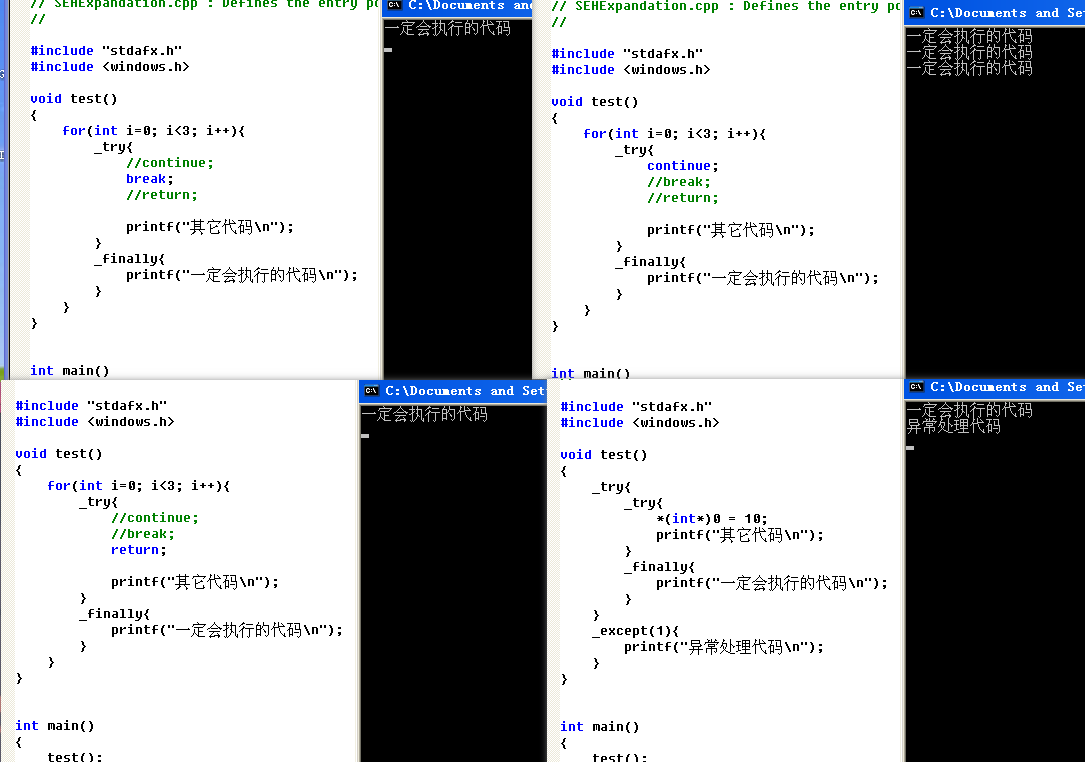 // SEHExpandation.cpp : Defines the entry po
//
#include "stdafx.h"
#include <windows.h>
void test()
{
for(int i=0; i<3; i++){
_try{
//continue;
break;
//return;
printf("其它代码\n");
}
_finally{
printf("一定会执行的代码\n");
}
}
}
int main()
C:\Documents an
一定会执行的代码
// SEHExpandation.cpp : Defines the entry po
//
#include "stdafx.h"
#include <windows.h>
void test()
{
for(int i=0; i<3; i++){
_try{
continue;
//break;
//return;
printf("其它代码\n");
}
_finally{
printf("一定会执行的代码\n");
}
}
}
int main()
C:\Documents and Se
一定会执行的代码
一定会执行的代码
一定会执行的代码
#include "stdafx.h"
#include <windows.h>
void test()
{
for(int i=0; i<3; i++){
_try{
//continue;
//break;
return;
printf("其它代码\n");
}
_finally{
printf("一定会执行的代码\n");
}
}
}
int main()
{
test();
C:\Documents and Set
一定会执行的代码
#include "stdafx.h"
#include <windows.h>
void test()
{
_try{
_try{
*(int*)0 = 10;
printf("其它代码\n");
}
_finally{
printf("一定会执行的代码\n");
}
}
_except(1){
printf("异常处理代码\n");
}
}
int main()
{
test();
C:\Documents and Se
一定会执行的代码
异常处理代码